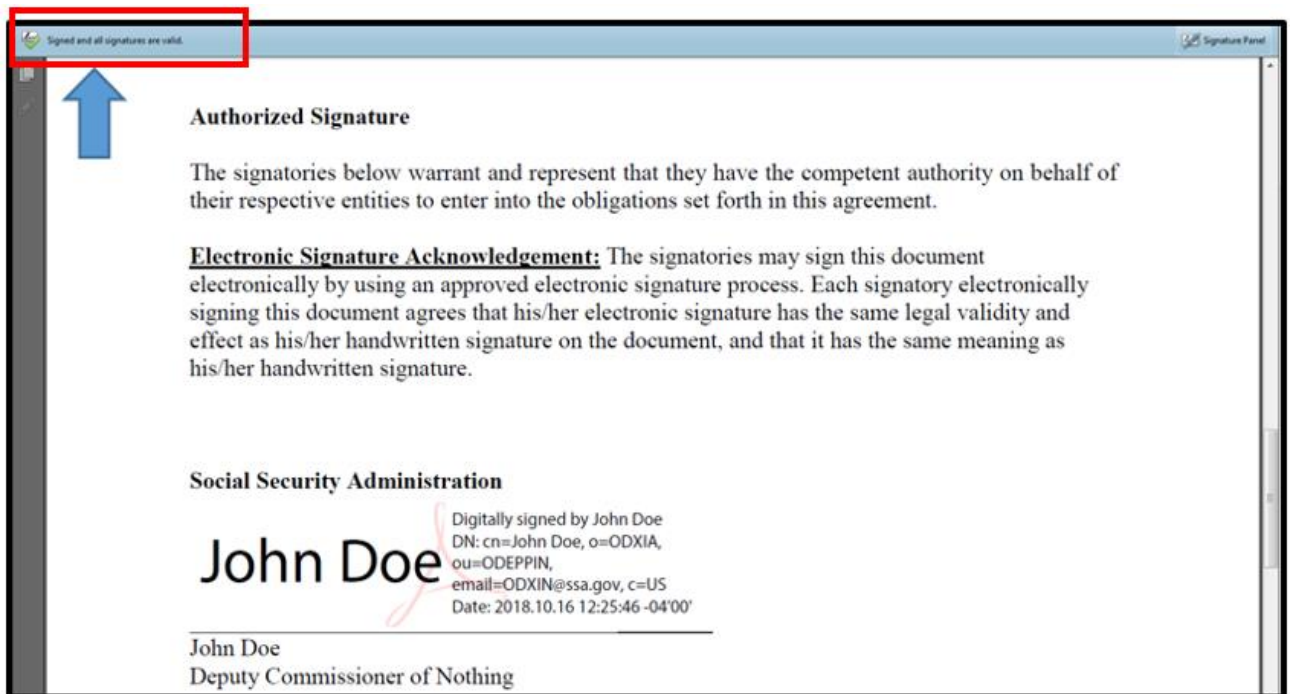 Signed and all signatures are valid.
Signature Panel
Authorized Signature
The signatories below warrant and represent that they have the competent authority on behalf of
their respective entities to enter into the obligations set forth in this agreement.
Electronic Signature Acknowledgement: The signatories may sign this document
electronically by using an approved electronic signature process. Each signatory electronically
signing this document agrees that his/her electronic signature has the same legal validity and
effect as his/her handwritten signature on the document, and that it has the same meaning as
his/her handwritten signature.
Social Security Administration
John Doe
Digitally signed by John Doe
DN: cn=John Doe, o=ODXIA,
ou=ODEPPIN,
email=ODXIN@ssa.gov, c=US
Date: 2018.10.16 12:25:46 -04'00'
John Doe
Deputy Commissioner of Nothing